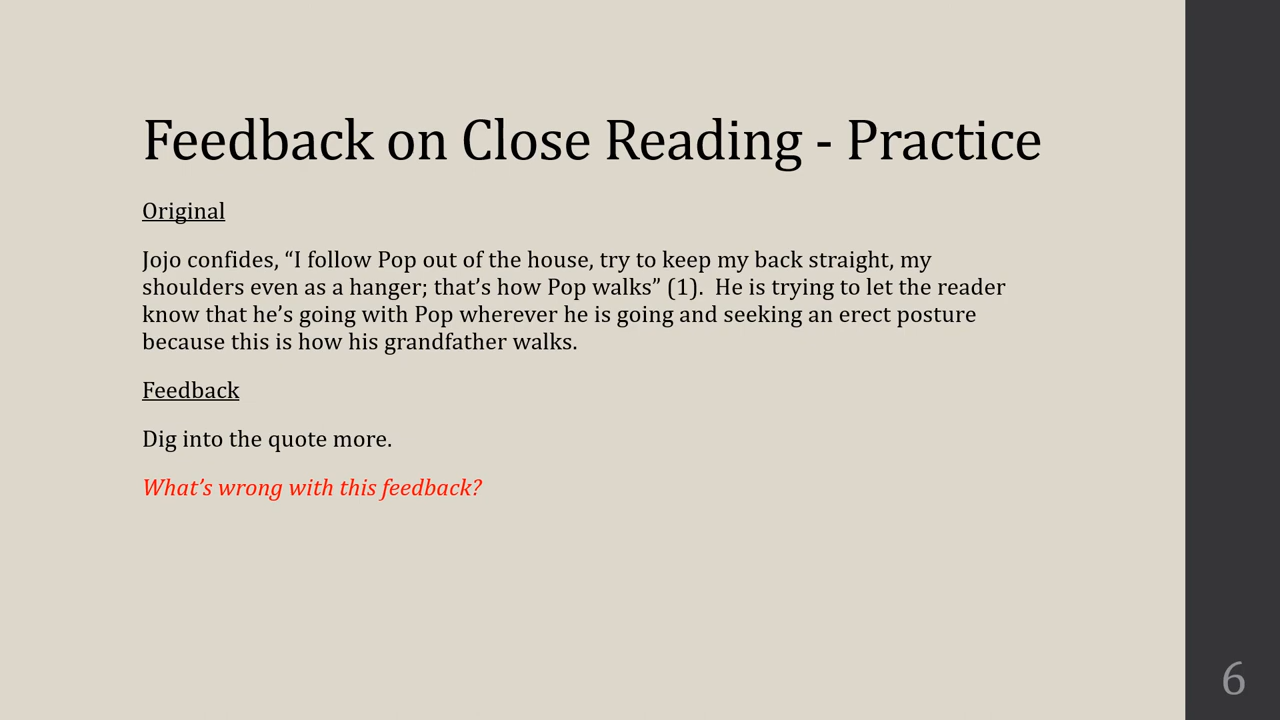 Feedback on Close Reading - Practice
Original
Jojo confides, “I follow Pop out of the house, try to keep my back straight, my
shoulders even as a hanger; that’s how Pop walks” (1).  He is trying to let the reader
know that he’s going with Pop wherever he is going and seeking an erect posture
because this is how his grandfather walks.
Feedback
Dig into the quote more.
What’s wrong with this feedback?
6